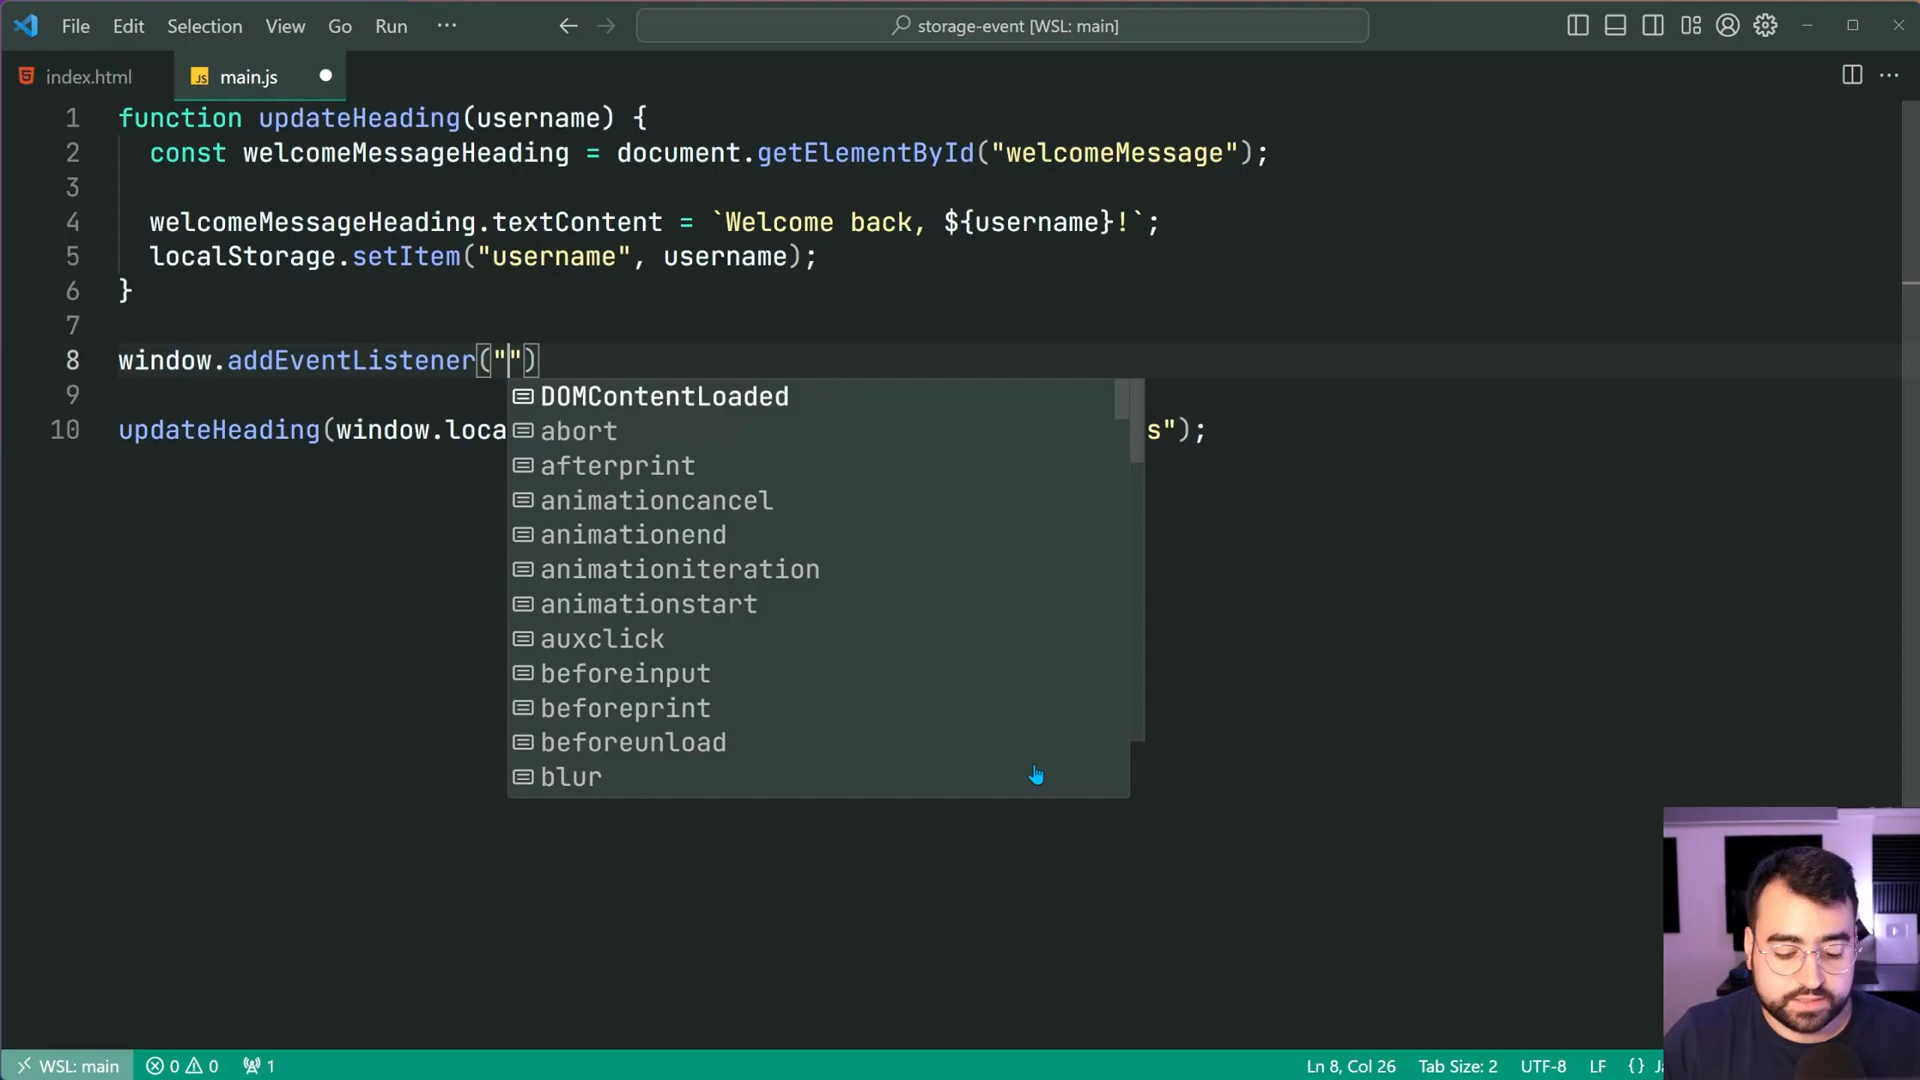 File Edit Selection View Go Run ··· storage-event [WSL: main]
index.html JS main.js
1 function updateHeading(username) {
2 const welcomeMessageHeading = document.getElementById("welcomeMessage");
3
4 welcomeMessageHeading.textContent = `Welcome back, ${username}!`;
5 localStorage.setItem("username", username);
6 }
7
8 window.addEventListener("")
9
10 updateHeading(window.loca s");
DOMContentLoaded
abort
afterprint
animationcancel
animationend
animationiteration
animationstart
auxclick
beforeinput
beforeprint
beforeunload
blur
WSL: main 0 0 1 Ln 8, Col 26 Tab Size: 2 UTF-8 LF {}